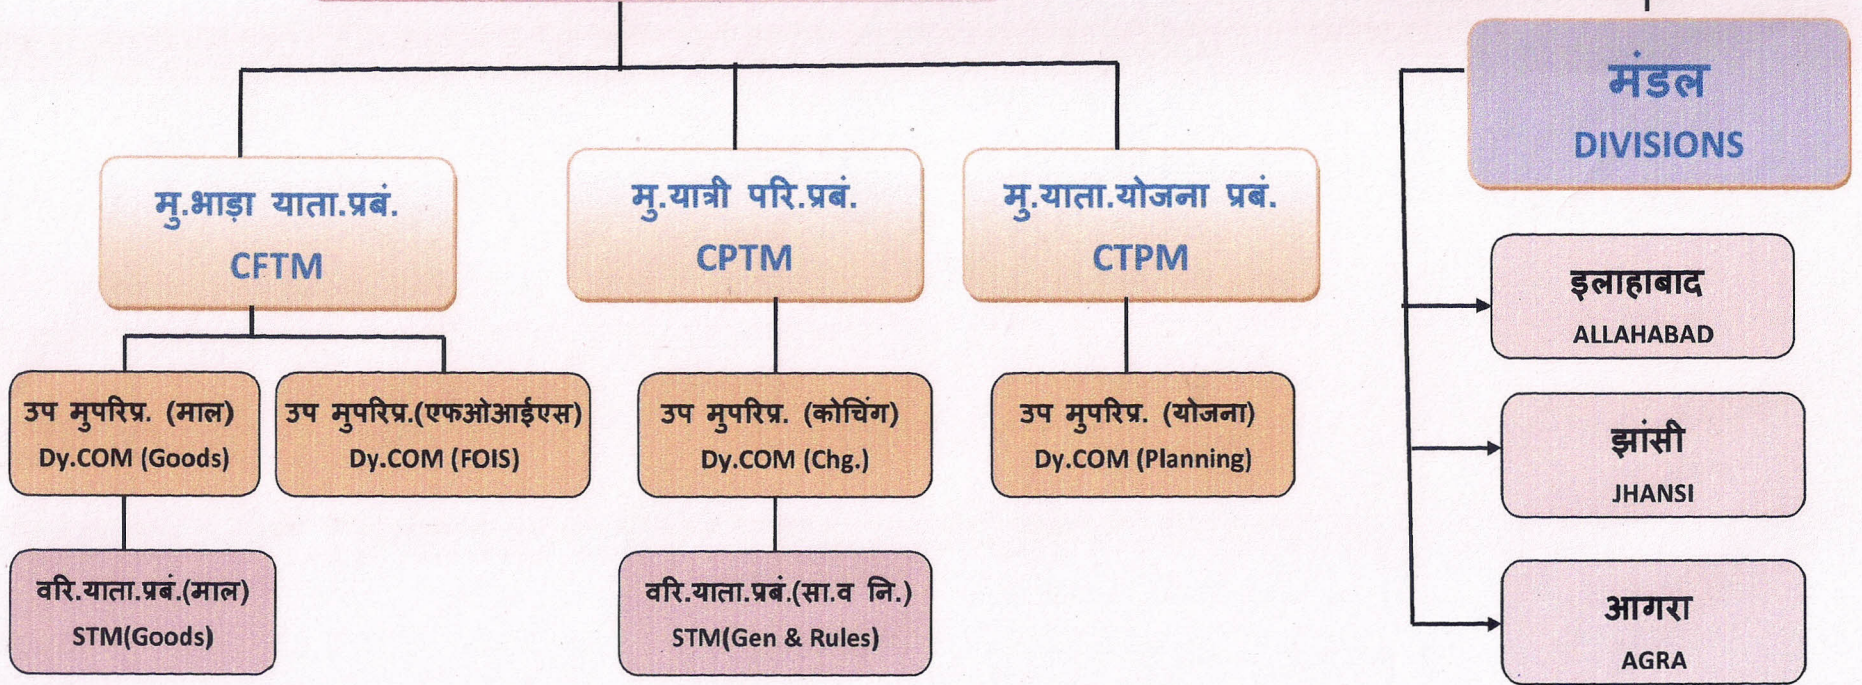 मंडल
DIVISIONS
मु.भाड़ा याता.प्रबं.
CFTM
मु.यात्री परि.प्रबं.
CPTM
मु.याता.योजना प्रबं.
CTPM
इलाहाबाद
ALLAHABAD
उप मुपरिप्र. (माल)
Dy.COM (Goods)
उप मुपरिप्र.(एफओआईएस)
Dy.COM (FOIS)
उप मुपरिप्र. (कोचिंग)
Dy.COM (Chg.)
उप मुपरिप्र. (योजना)
Dy.COM (Planning)
झांसी
JHANSI
वरि.याता.प्रबं.(माल)
STM(Goods)
वरि.याता.प्रबं.(सा.व नि.)
STM(Gen & Rules)
आगरा
AGRA